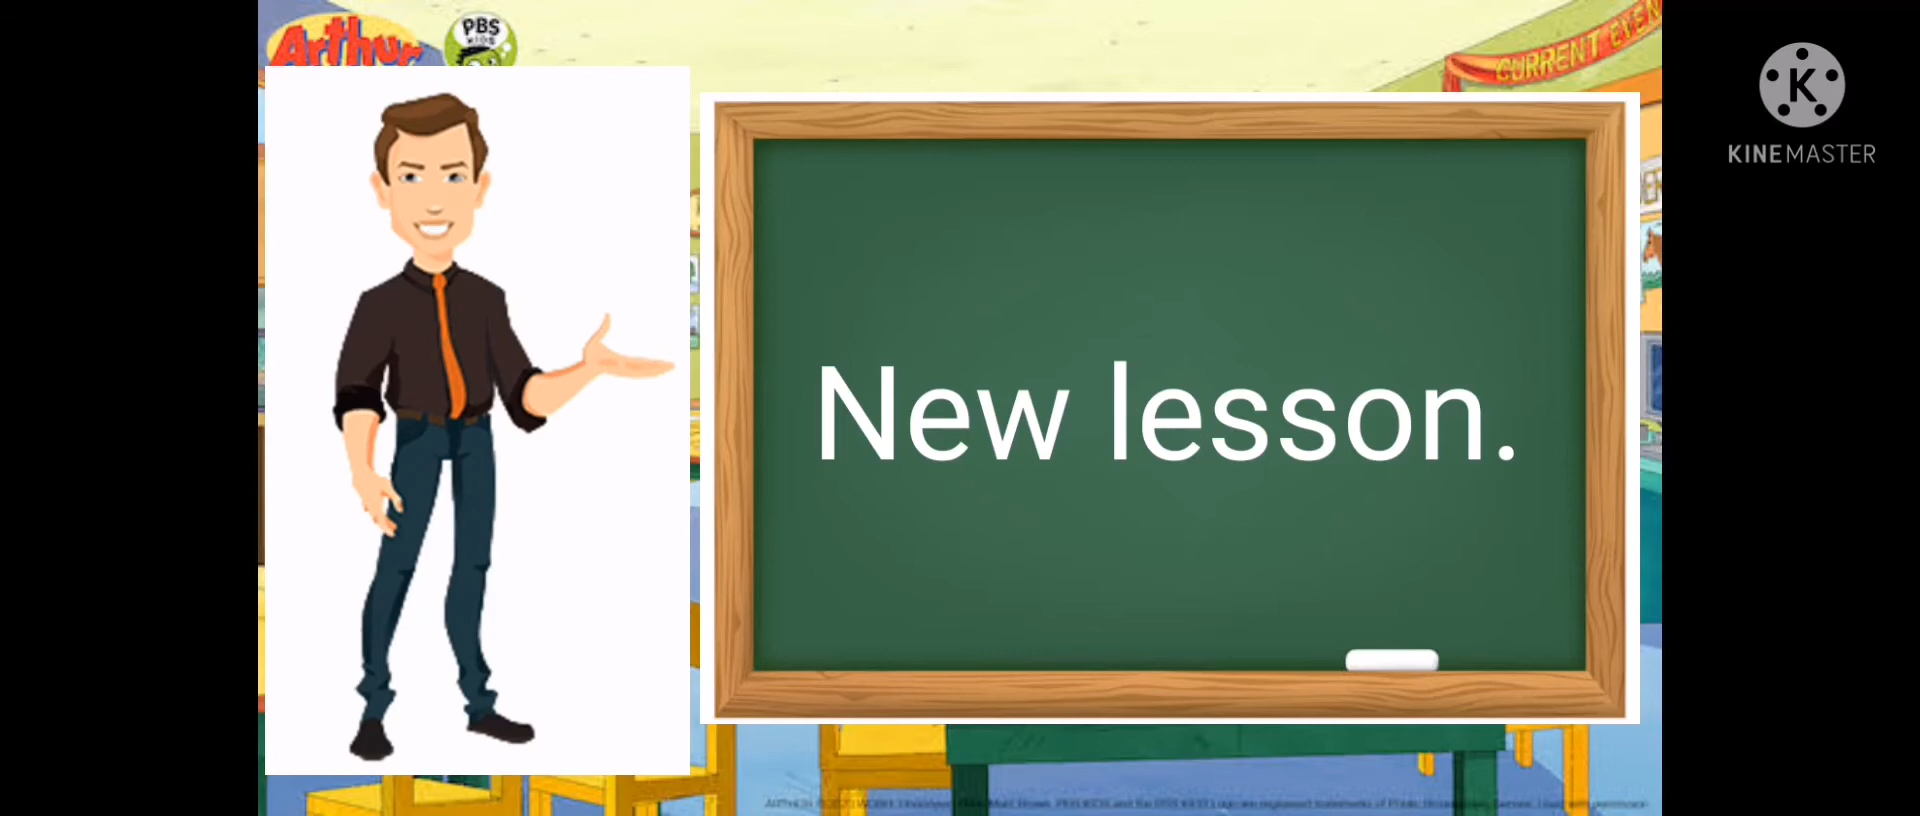 Arthur
PBS
KIDS
CURRENT EVEN
K
KINEMASTER
New lesson.